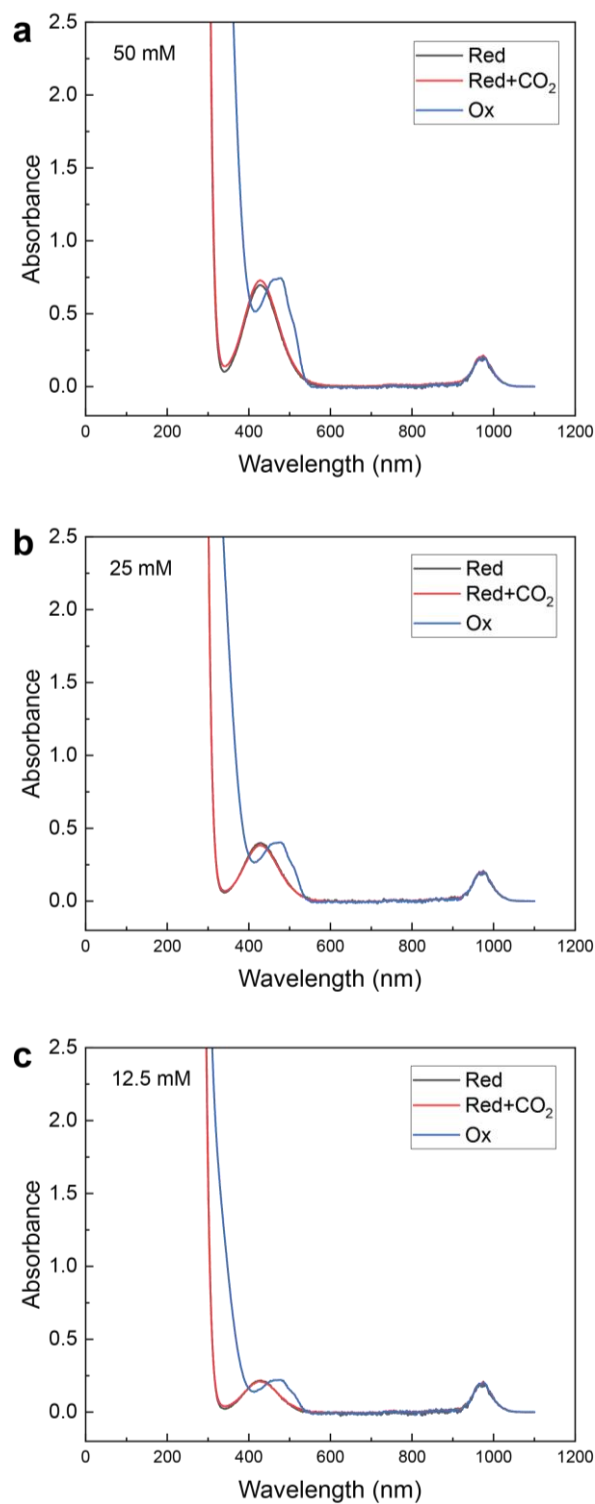 a
50 mM
Red
Red+CO₂
Ox
2.5
2.0
1.5
1.0
0.5
0.0
Absorbance
0 200 400 600 800 1000 1200
Wavelength (nm)
b
25 mM
Red
Red+CO₂
Ox
2.5
2.0
1.5
1.0
0.5
0.0
Absorbance
0 200 400 600 800 1000 1200
Wavelength (nm)
c
12.5 mM
Red
Red+CO₂
Ox
2.5
2.0
1.5
1.0
0.5
0.0
Absorbance
0 200 400 600 800 1000 1200
Wavelength (nm)